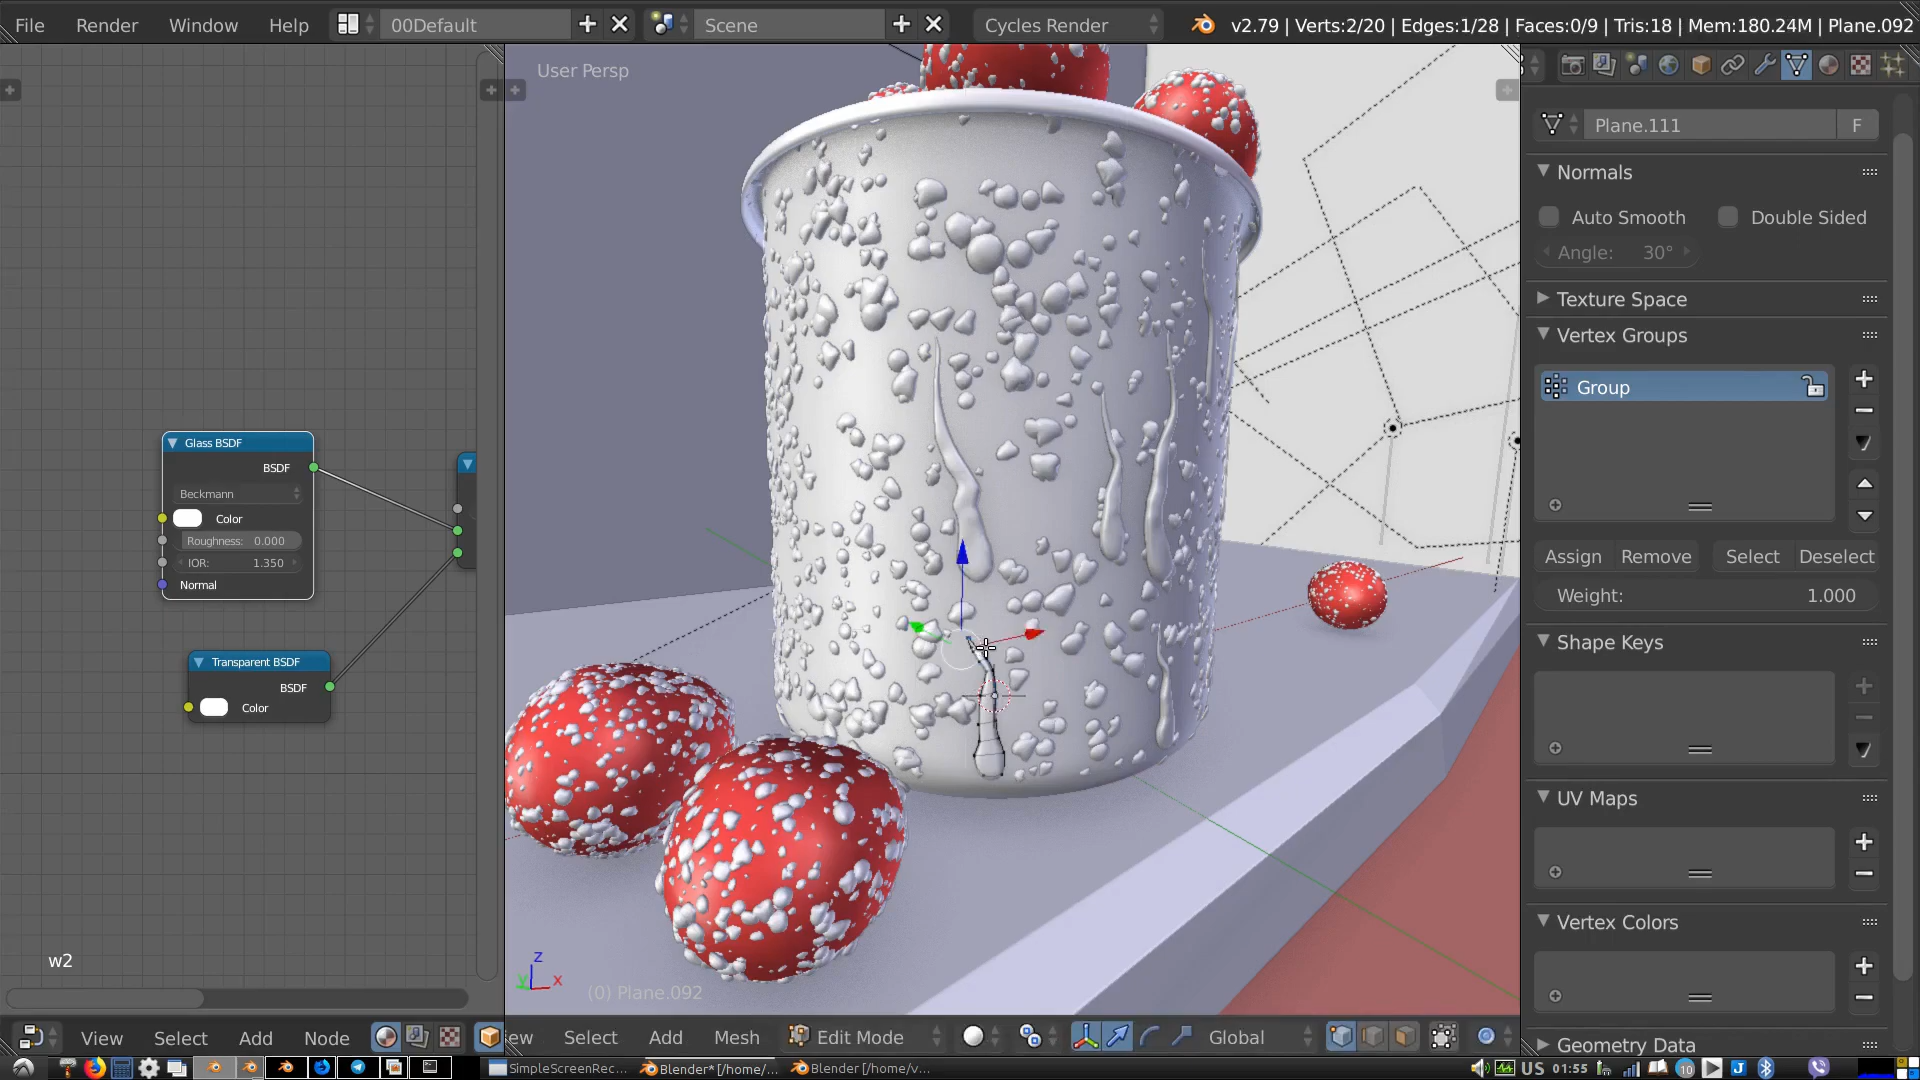 File Render Window Help 00Default Scene Cycles Render v2.79 | Verts:2/20 | Edges:1/28 | Faces:0/9 | Tris:18 | Mem:180.24M | Plane.092
User Persp
Plane.111 F
Normals
Auto Smooth Double Sided
Angle: 30°
Texture Space
Vertex Groups
Group
Assign Remove Select Deselect
Weight: 1.000
Shape Keys
UV Maps
Vertex Colors
Geometry Data
Glass BSDF
BSDF
Beckmann
Color
Roughness: 0.000
IOR: 1.350
Normal
Transparent BSDF
BSDF
Color
w2
z
y x
(0) Plane.092
View Select Add Node
ew Select Add Mesh Edit Mode Global
SimpleScreenRec... Blender* [/home/... Blender [/home/v... US 01:55 10